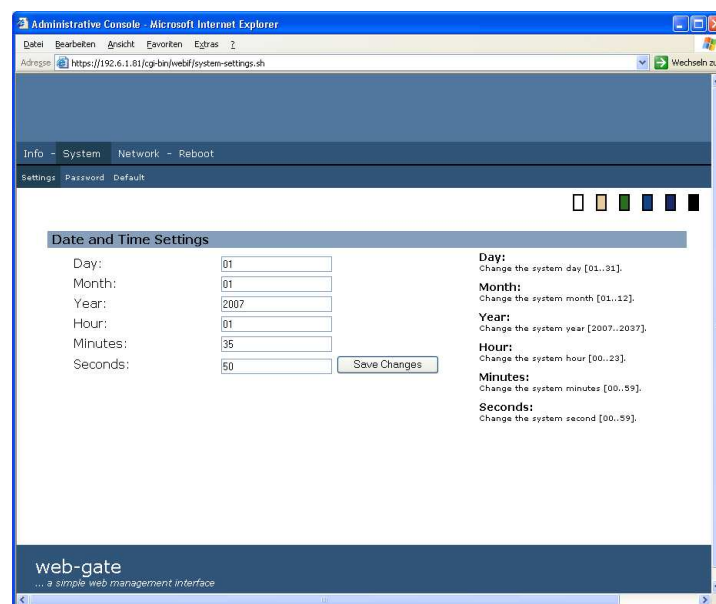 Administrative Console - Microsoft Internet Explorer
Datei Bearbeiten Ansicht Favoriten Extras ?
Adresse https://192.6.1.81/cgi-bin/webif/system-settings.sh Wechseln zu
Info - System Network - Reboot
Settings Password Default
Date and Time Settings
Day: 01
Month: 01
Year: 2007
Hour: 01
Minutes: 35
Seconds: 50 Save Changes
Day:
Change the system day [01..31].
Month:
Change the system month [01..12].
Year:
Change the system year [2007..2037].
Hour:
Change the system hour [00..23].
Minutes:
Change the system minutes [00..59].
Seconds:
Change the system second [00..59].
web-gate
... a simple web management interface